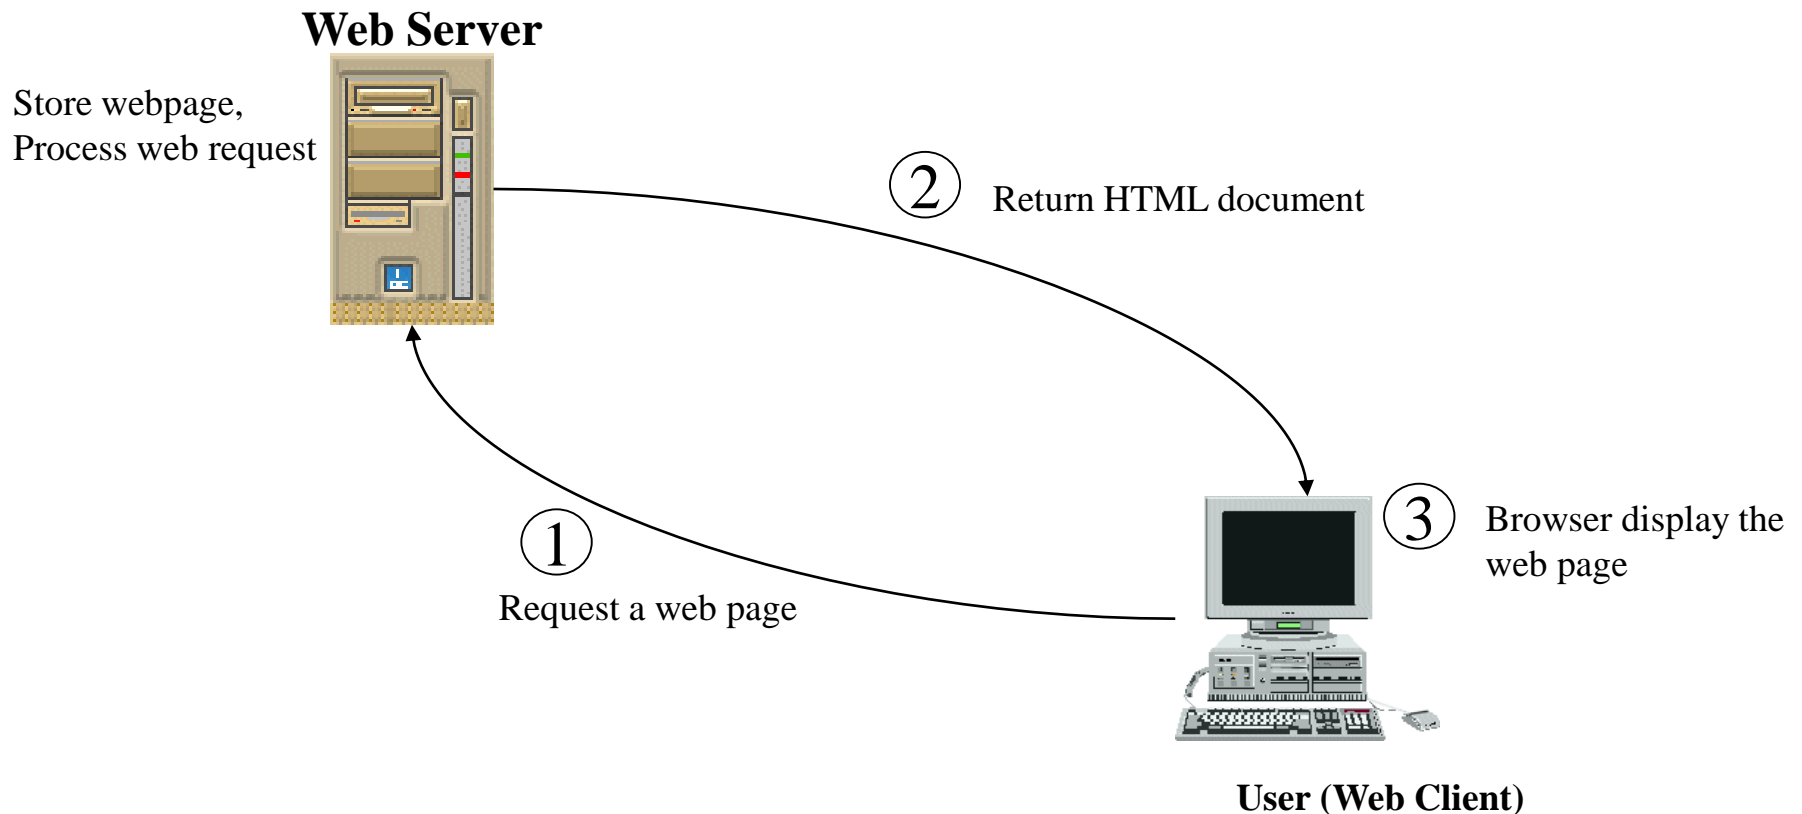 Web Server
Store webpage,
Process web request
2
Return HTML document
1
Request a web page
3
Browser display the
web page
User (Web Client)